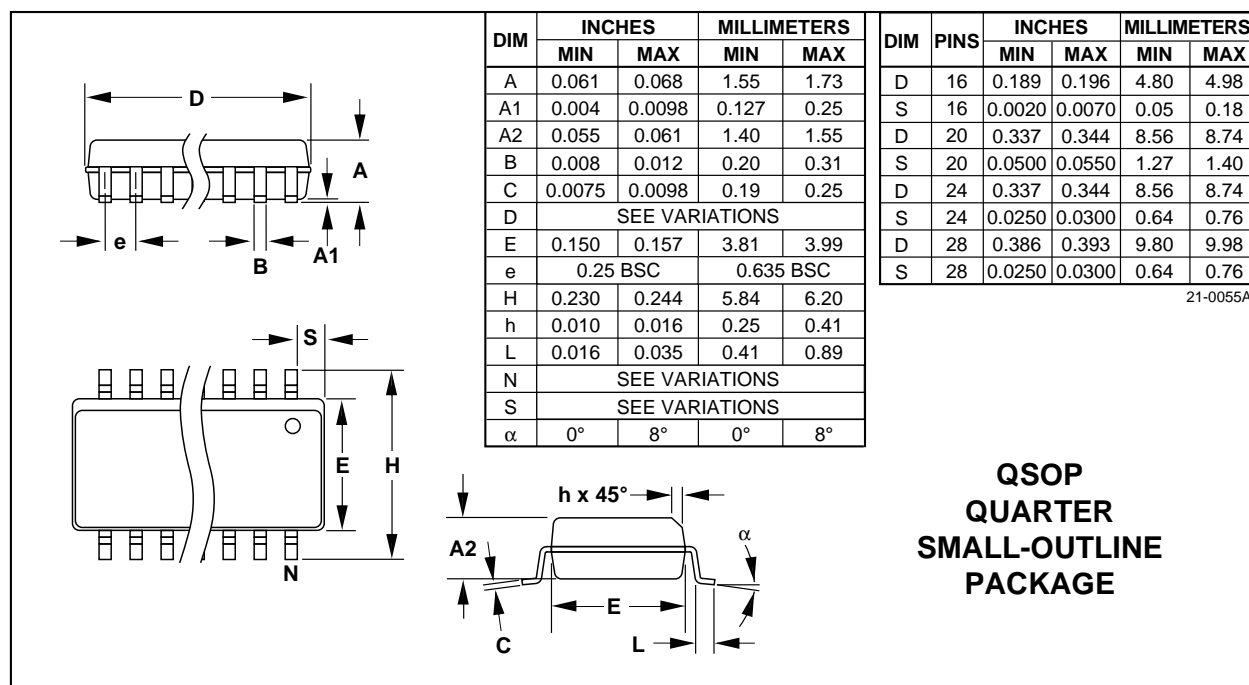 D
A
e
B
A1
S
E
H
N
DIM INCHES MILLIMETERS
MIN MAX MIN MAX
A 0.061 0.068 1.55 1.73
A1 0.004 0.0098 0.127 0.25
A2 0.055 0.061 1.40 1.55
B 0.008 0.012 0.20 0.31
C 0.0075 0.0098 0.19 0.25
D SEE VARIATIONS
E 0.150 0.157 3.81 3.99
e 0.25 BSC 0.635 BSC
H 0.230 0.244 5.84 6.20
h 0.010 0.016 0.25 0.41
L 0.016 0.035 0.41 0.89
N SEE VARIATIONS
S SEE VARIATIONS
α 0° 8° 0° 8°
DIM PINS INCHES MILLIMETERS
MIN MAX MIN MAX
D 16 0.189 0.196 4.80 4.98
S 16 0.0020 0.0070 0.05 0.18
D 20 0.337 0.344 8.56 8.74
S 20 0.0500 0.0550 1.27 1.40
D 24 0.337 0.344 8.56 8.74
S 24 0.0250 0.0300 0.64 0.76
D 28 0.386 0.393 9.80 9.98
S 28 0.0250 0.0300 0.64 0.76
21-0055A
h x 45°
A2
α
E
C
L
QSOP
QUARTER
SMALL-OUTLINE
PACKAGE